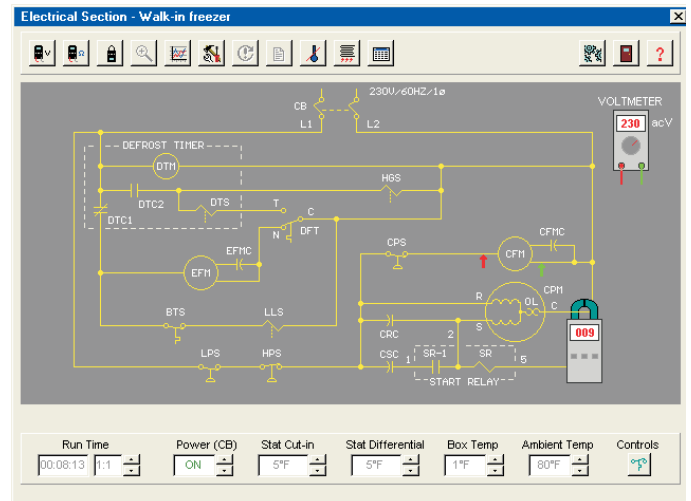 Electrical Section - Walk-in freezer
V
Ω
?
230V/60HZ/1ø
CB
L1
L2
VOLTMETER
230
acV
DEFROST TIMER
DTM
HGS
DTC2
DTS
T
C
DTC1
N
DFT
CFMC
CPS
EFMC
CFM
EFM
CPM
R
OL
C
BTS
LLS
S
009
CRC
2
LPS
HPS
CSC
1
SR-1
SR
5
START RELAY
Run Time
Power (CB)
Stat Cut-in
Stat Differential
Box Temp
Ambient Temp
Controls
00:08:13
1:1
ON
5°F
5°F
1°F
80°F